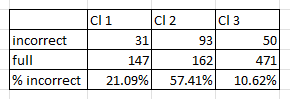 Cl 1 Cl 2 Cl 3
incorrect 31 93 50
full 147 162 471
% incorrect 21.09% 57.41% 10.62%